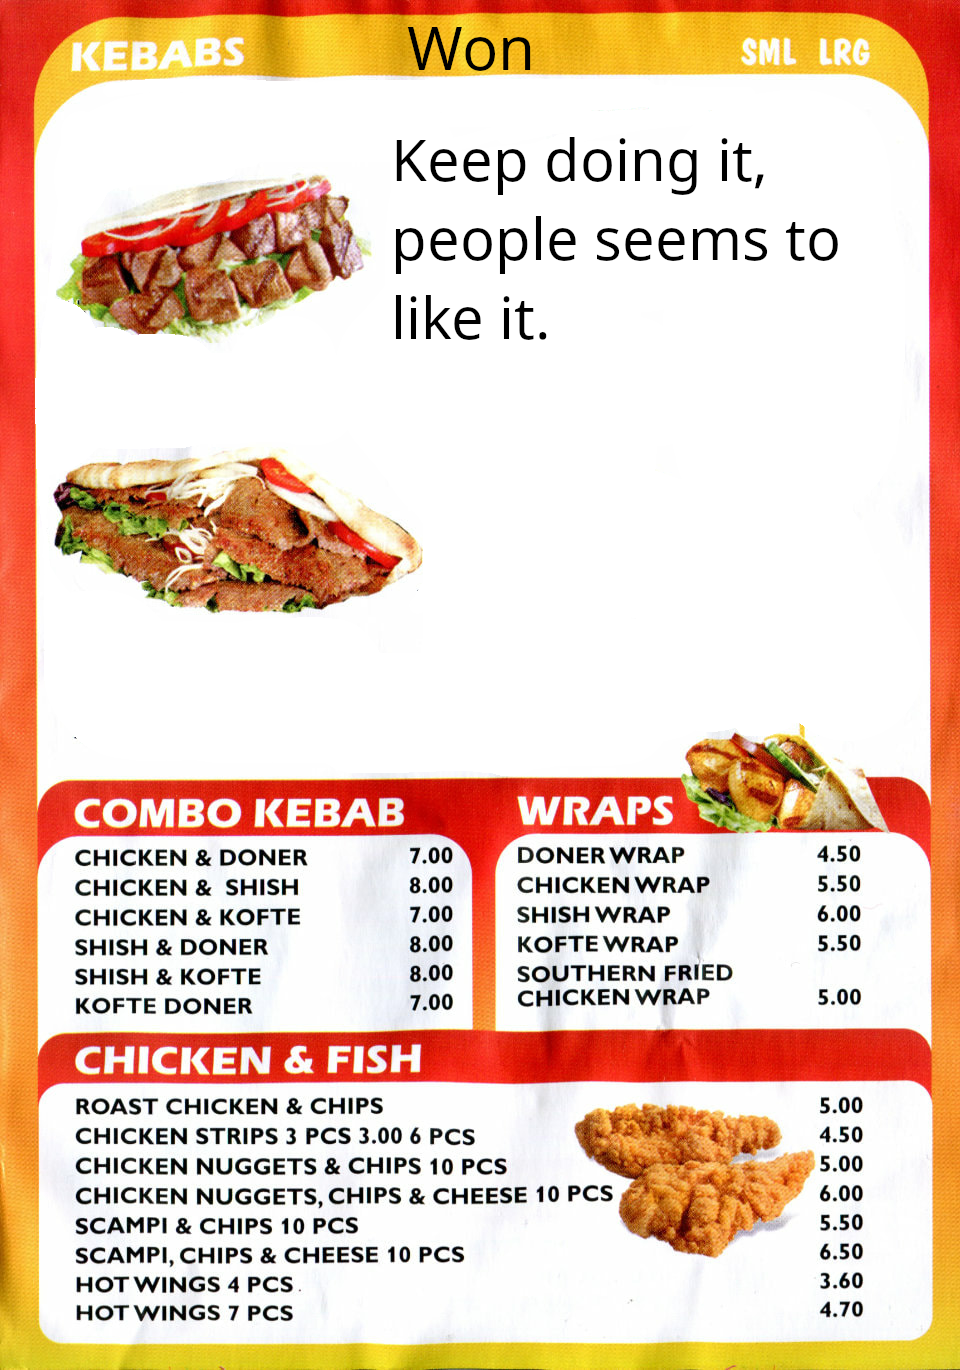 KEBABS Won SML LRG
Keep doing it,
people seems to
like it.
COMBO KEBAB
CHICKEN & DONER 7.00
CHICKEN & SHISH 8.00
CHICKEN & KOFTE 7.00
SHISH & DONER 8.00
SHISH & KOFTE 8.00
KOFTE DONER 7.00
WRAPS
DONER WRAP 4.50
CHICKEN WRAP 5.50
SHISH WRAP 6.00
KOFTE WRAP 5.50
SOUTHERN FRIED
CHICKEN WRAP 5.00
CHICKEN & FISH
ROAST CHICKEN & CHIPS 5.00
CHICKEN STRIPS 3 PCS 3.00 6 PCS 4.50
CHICKEN NUGGETS & CHIPS 10 PCS 5.00
CHICKEN NUGGETS, CHIPS & CHEESE 10 PCS 6.00
SCAMPI & CHIPS 10 PCS 5.50
SCAMPI, CHIPS & CHEESE 10 PCS 6.50
HOT WINGS 4 PCS 3.60
HOT WINGS 7 PCS 4.70